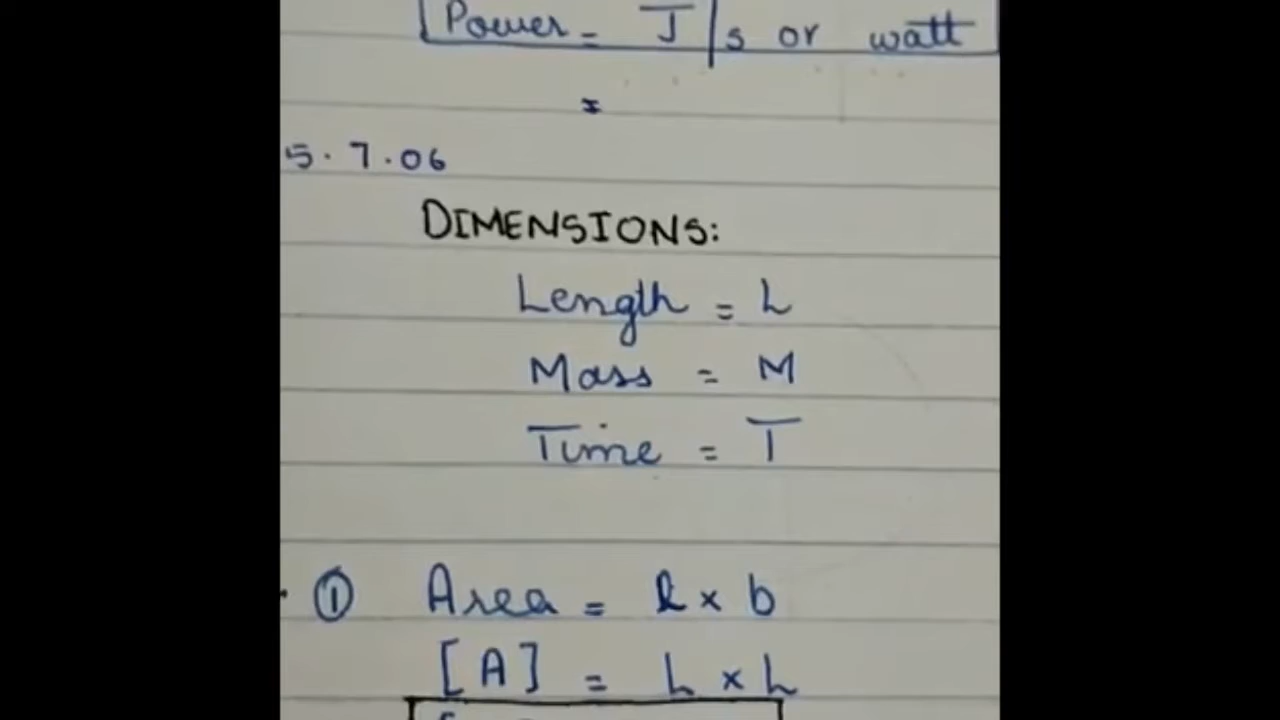 Power = J/s or watt
=
5.7.06
DIMENSIONS:
Length = L
Mass = M
Time = T
① Area = l × b
[A] = L × L